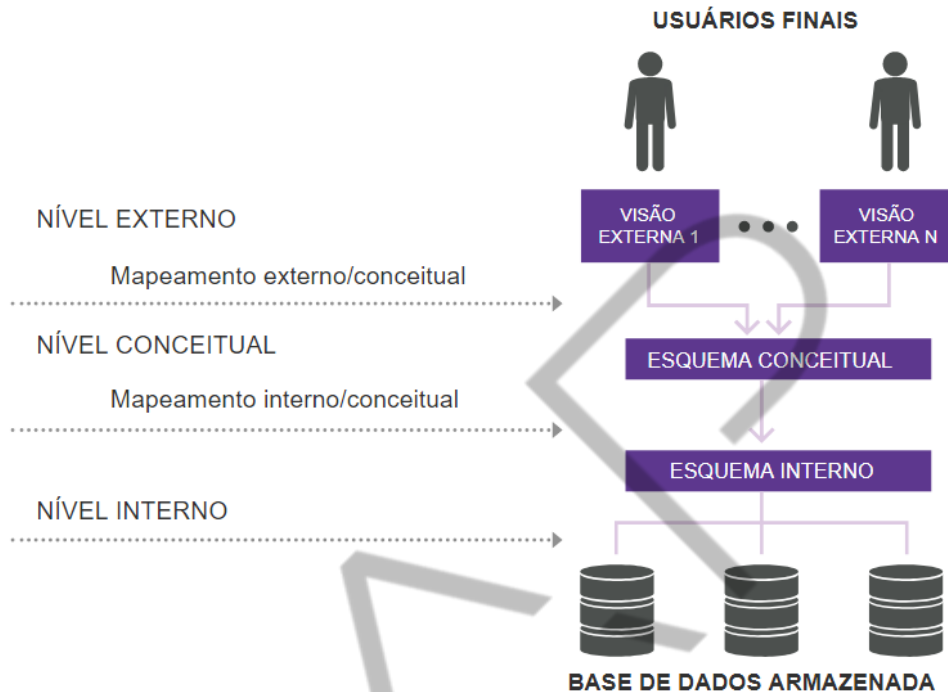 USUÁRIOS FINAIS
NÍVEL EXTERNO
VISÃO
EXTERNA 1
VISÃO
EXTERNA N
Mapeamento externo/conceitual
NÍVEL CONCEITUAL
ESQUEMA CONCEITUAL
Mapeamento interno/conceitual
ESQUEMA INTERNO
NÍVEL INTERNO
BASE DE DADOS ARMAZENADA